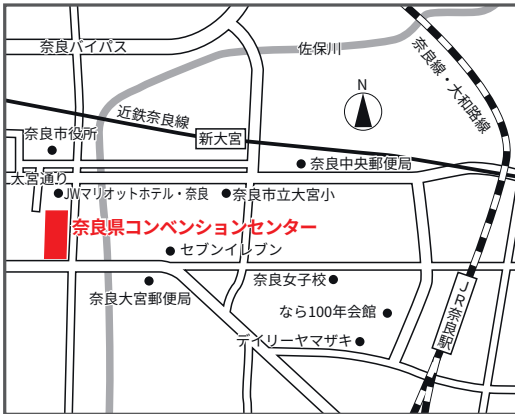 奈良バイパス
佐保川
奈良線・大和路線
N
近鉄奈良線
新大宮
奈良市役所
奈良中央郵便局
大宮通り
JWマリオットホテル・奈良
奈良市立大宮小
奈良県コンベンションセンター
セブンイレブン
奈良女子校
奈良大宮郵便局
なら100年会館
JR奈良駅
デイリーヤマザキ